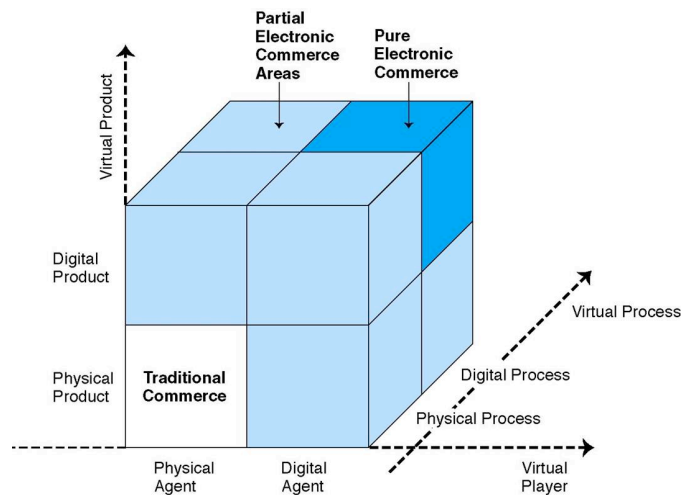 Partial
Electronic
Commerce
Areas
Pure
Electronic
Commerce
Virtual Product
Digital
Product
Virtual Process
Physical
Product
Traditional
Commerce
Digital Process
Physical Process
Physical
Agent
Digital
Agent
Virtual
Player